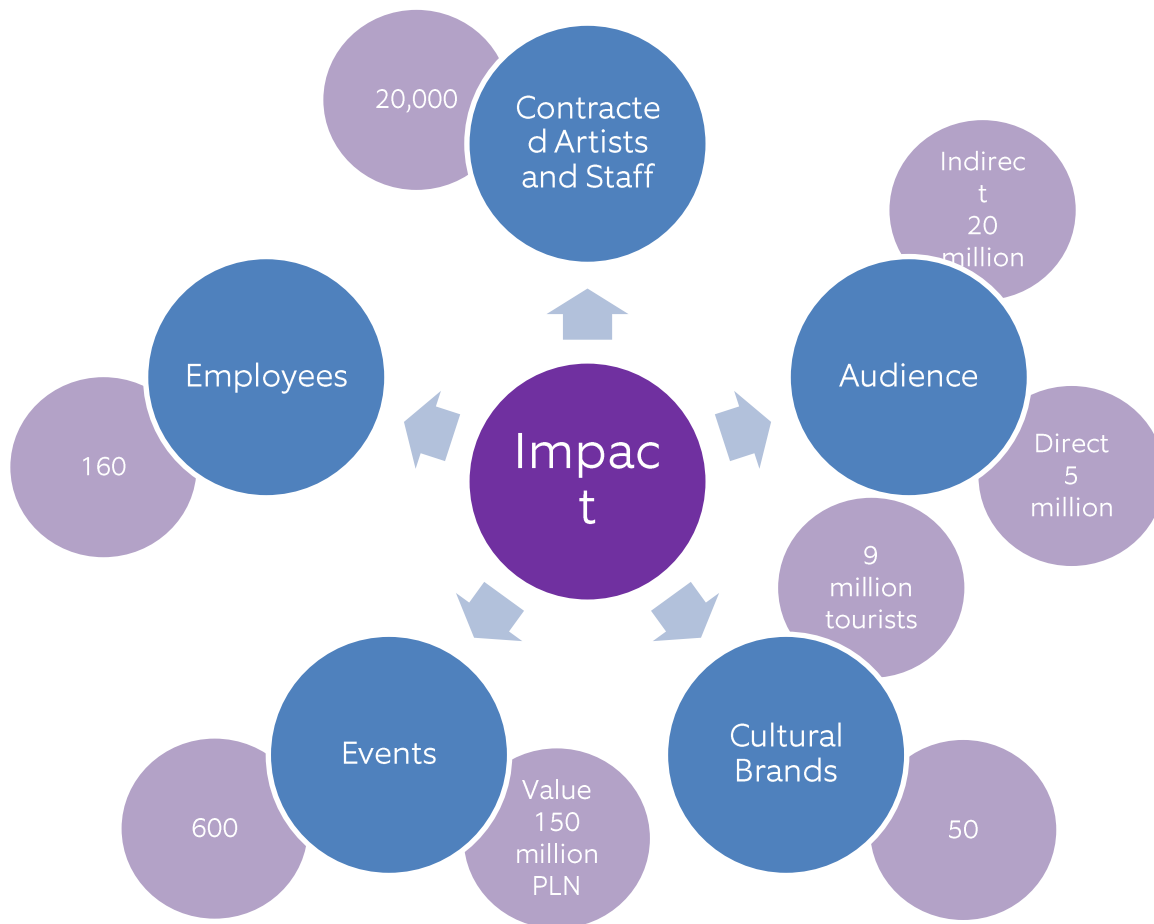 20,000
Contracte
d Artists
and Staff
Indirec
t
20
million
Employees
Audience
160
Impac
t
Direct
5
million
9
million
tourists
Events
Cultural
Brands
600
Value
150
million
PLN
50